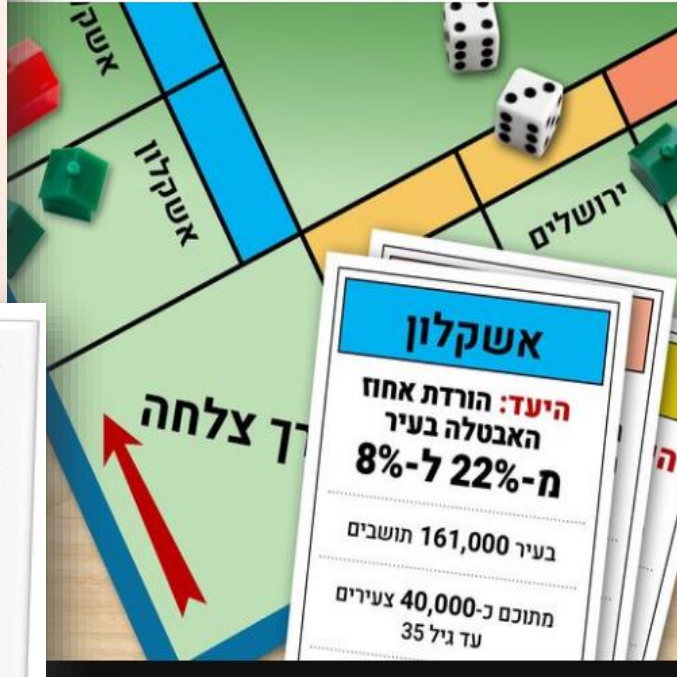 אשקל
אשקלון
ירושלים
רך צלחה
אשקלון
היעד: הורדת אחוז
האבטלה בעיר
מ-22% ל-8%
בעיר 161,000 תושבים
מתוכם כ-40,000 צעירים
עד גיל 35